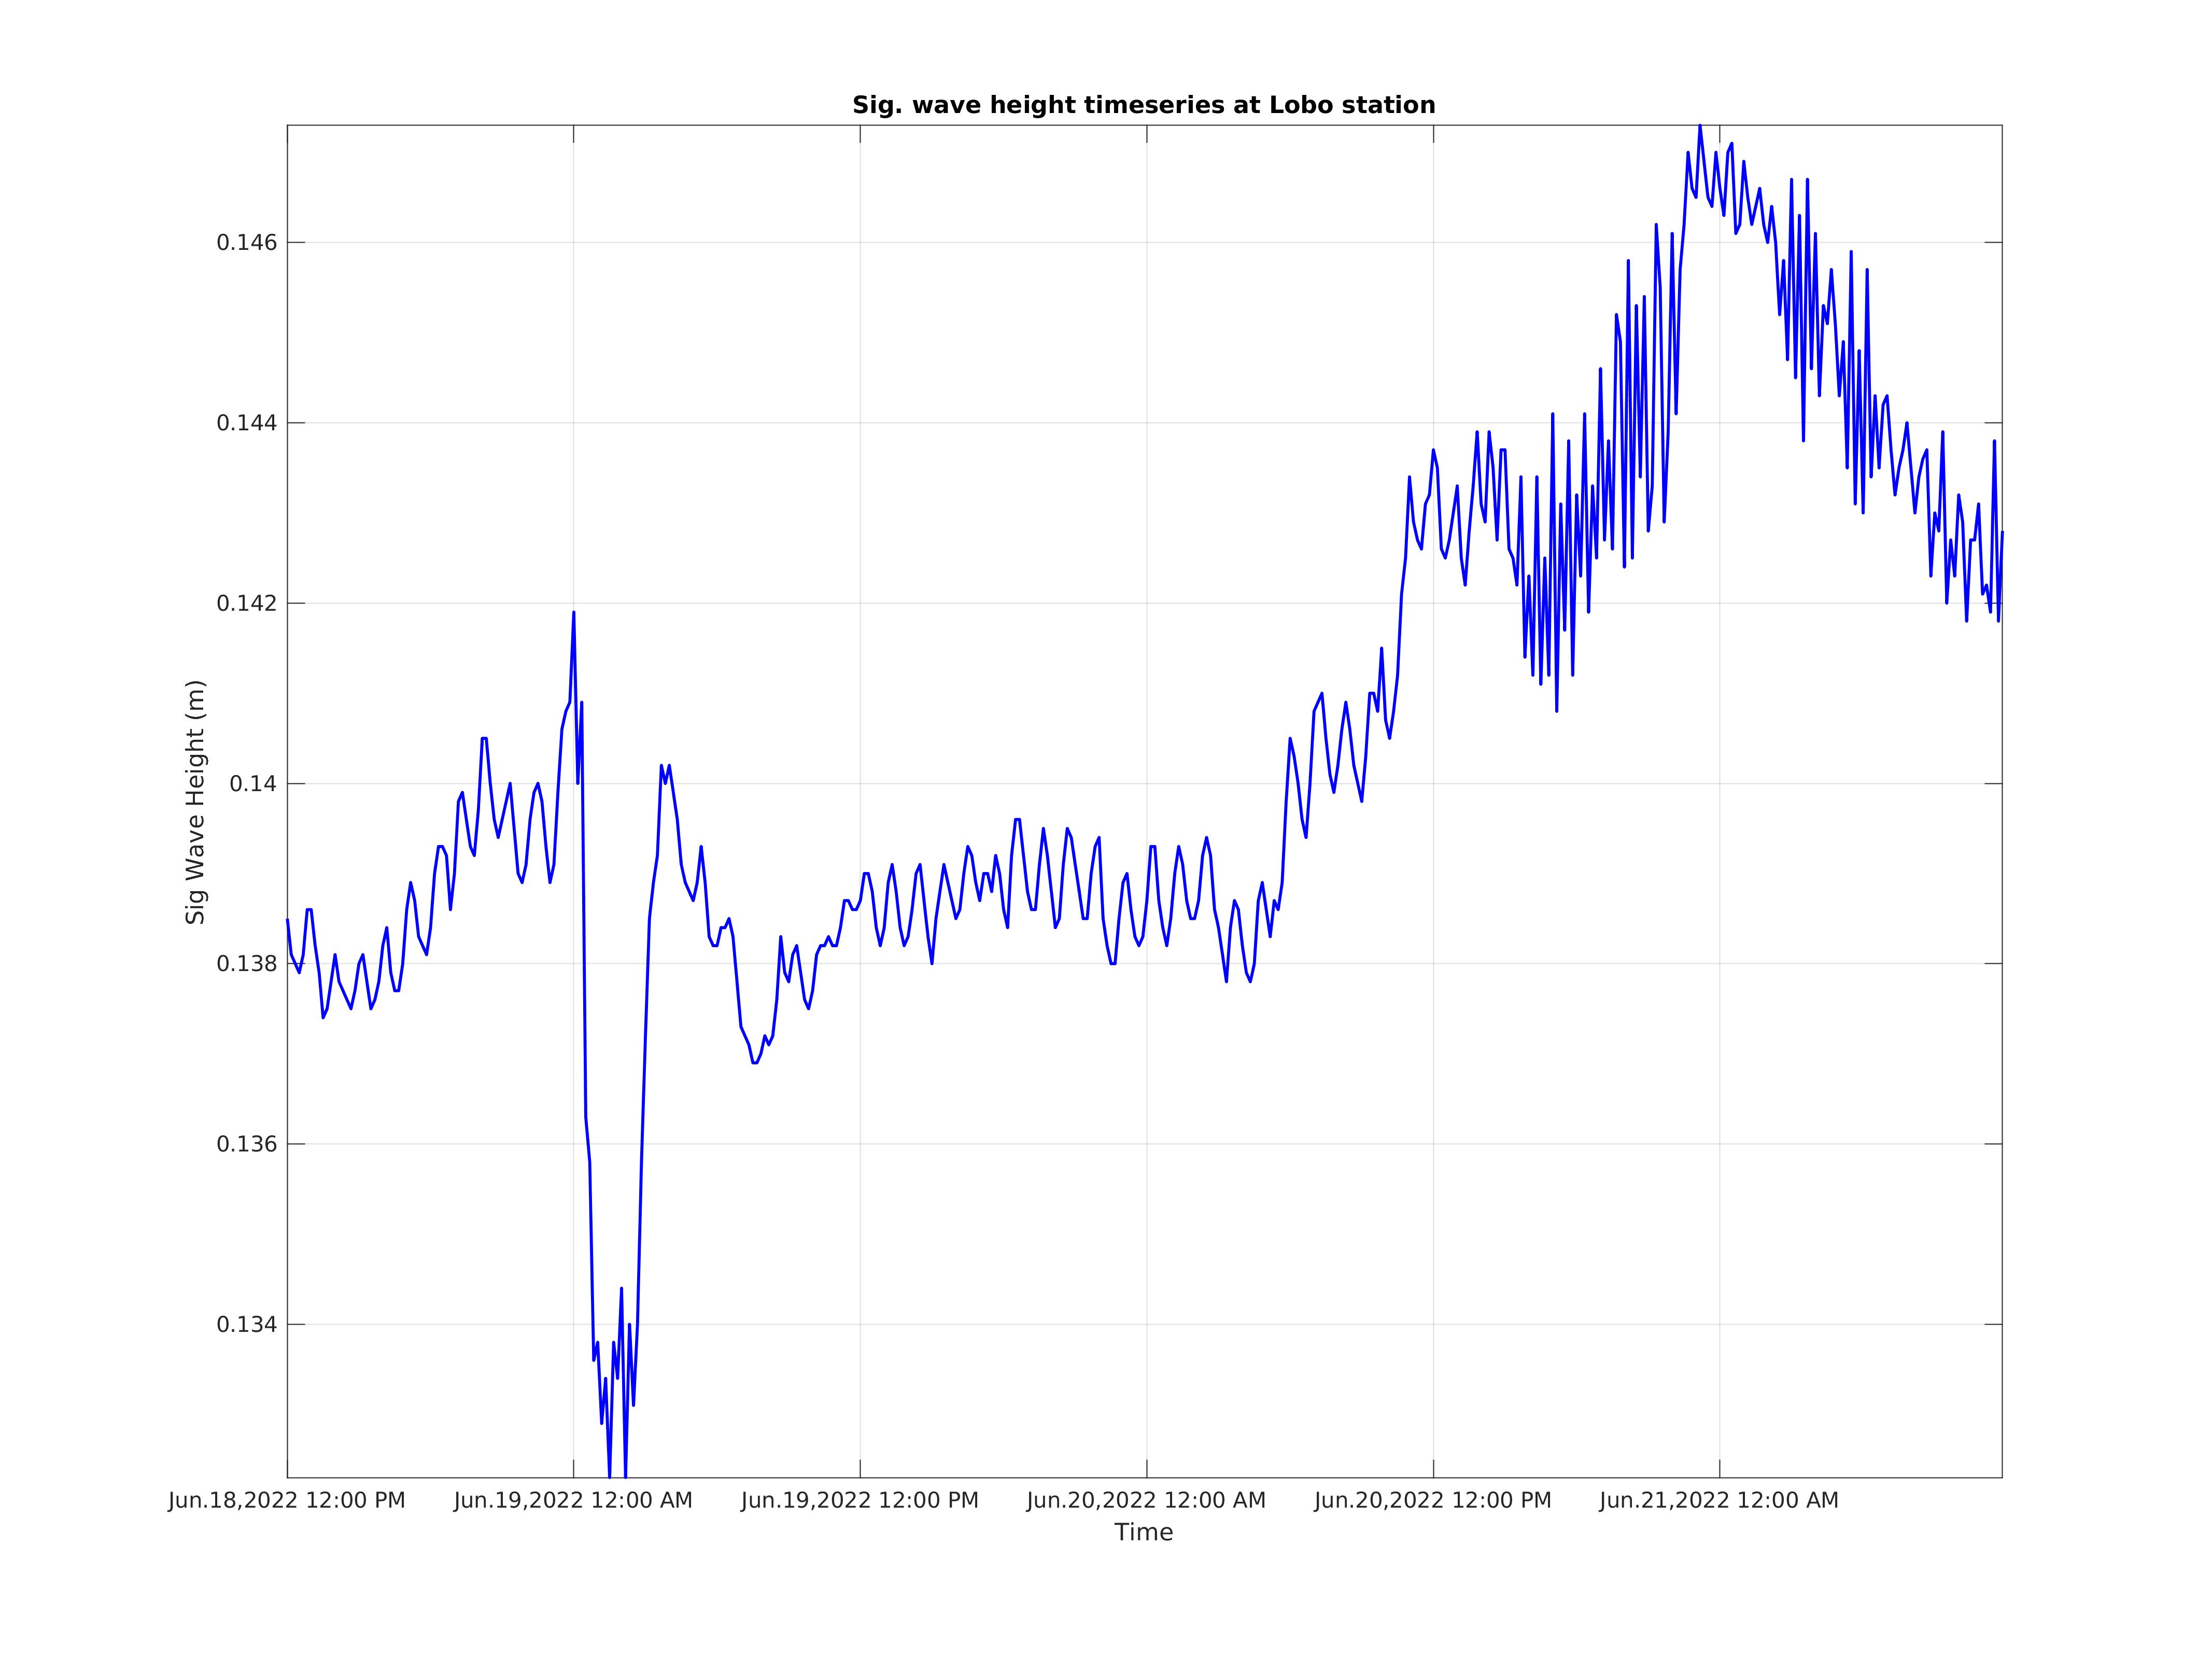 Sig. wave height timeseries at Lobo station
0.146
0.144
0.142
0.14
0.138
0.136
0.134
Sig Wave Height (m)
Jun.18,2022 12:00 PM
Jun.19,2022 12:00 AM
Jun.19,2022 12:00 PM
Jun.20,2022 12:00 AM
Jun.20,2022 12:00 PM
Jun.21,2022 12:00 AM
Time